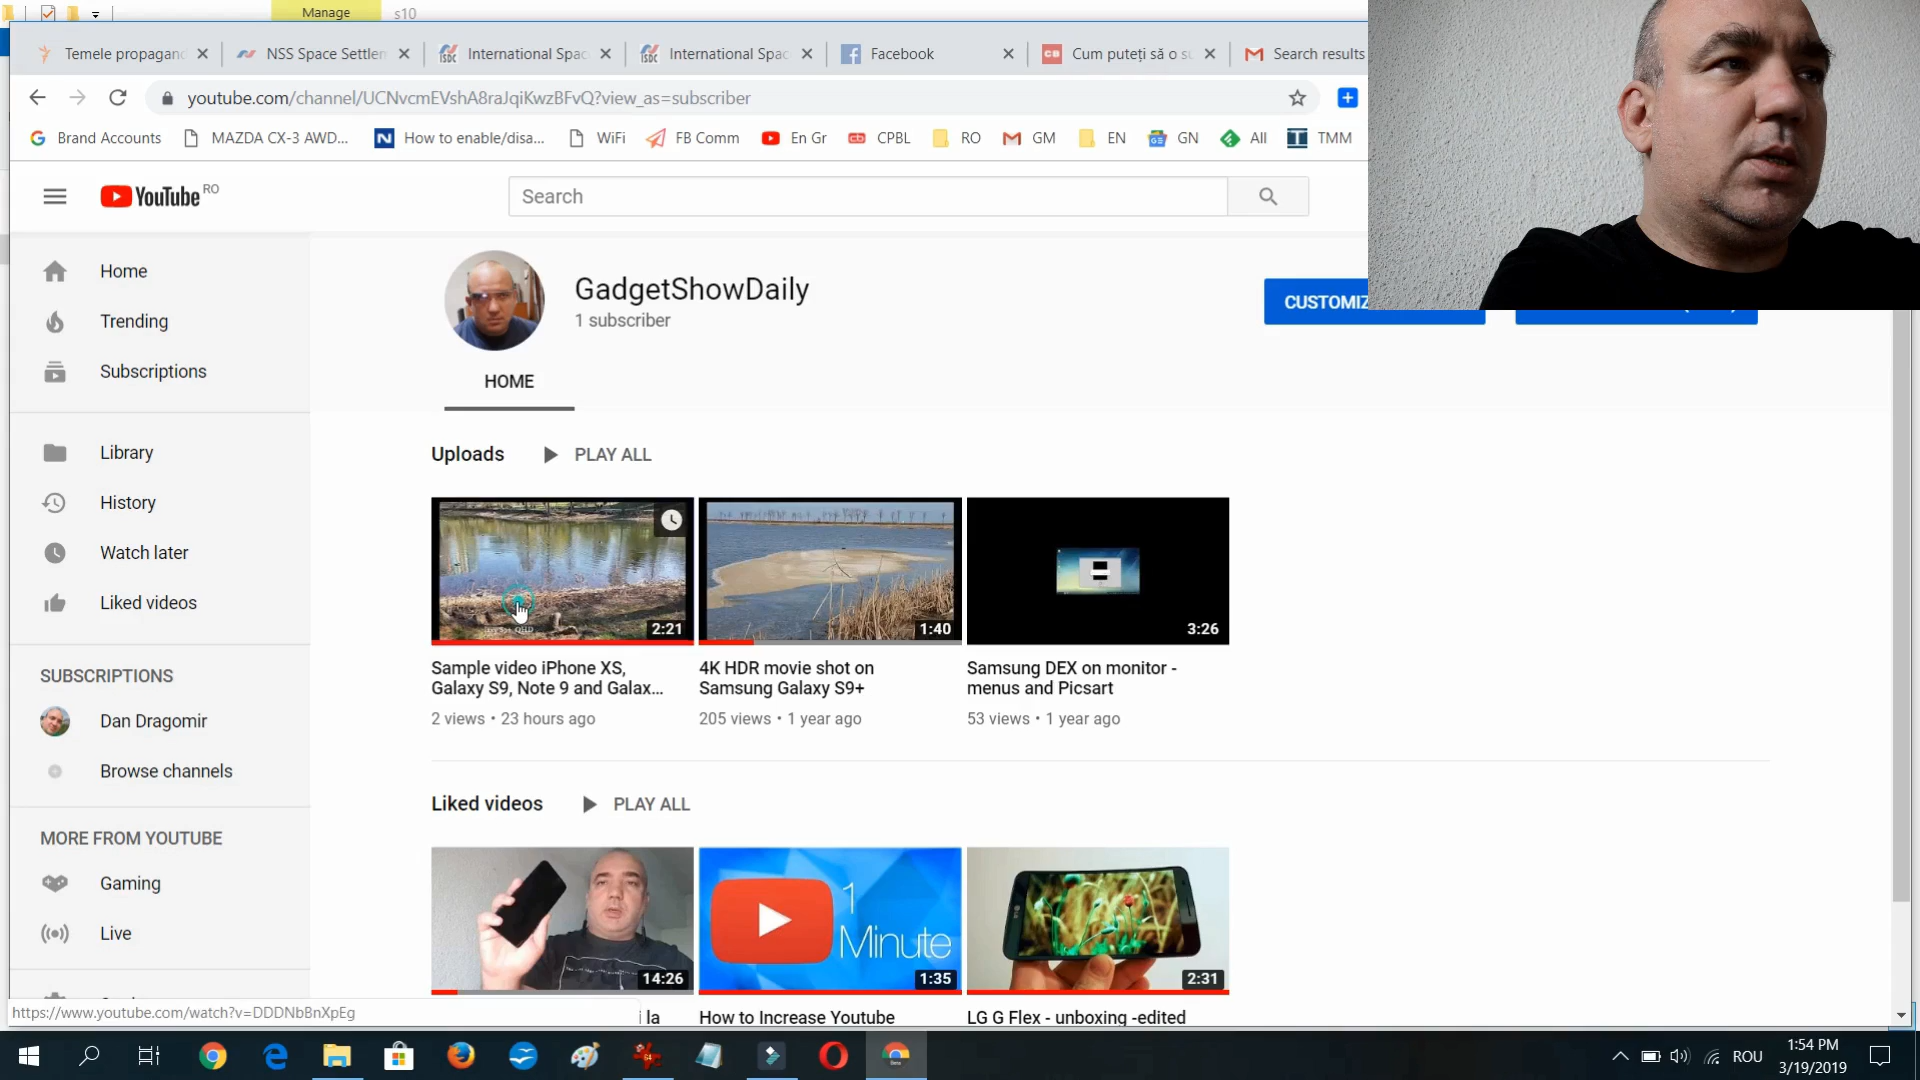 Manage s10
Temele propagand NSS Space Settlen International Spac International Spac Facebook Cum puteți să o su Search results
youtube.com/channel/UCNvcmEVshA8raJqiKwzBFvQ?view_as=subscriber
Brand Accounts MAZDA CX-3 AWD... How to enable/disa... WiFi FB Comm En Gr CPBL RO GM EN GN All TMM
YouTube RO
Search
Home
Trending
Subscriptions
Library
History
Watch later
Liked videos
SUBSCRIPTIONS
Dan Dragomir
Browse channels
MORE FROM YOUTUBE
Gaming
Live
GadgetShowDaily
1 subscriber
CUSTOMIZ
HOME
Uploads PLAY ALL
2:21 1:40 3:26
Sample video iPhone XS,
Galaxy S9, Note 9 and Galax...
2 views • 23 hours ago
4K HDR movie shot on
Samsung Galaxy S9+
205 views • 1 year ago
Samsung DEX on monitor -
menus and Picsart
53 views • 1 year ago
Liked videos PLAY ALL
14:26
1
Minute
1:35
2:31
i la
How to Increase Youtube
LG G Flex - unboxing -edited
https://www.youtube.com/watch?v=DDDNbBnXpEg
ROU
1:54 PM
3/19/2019